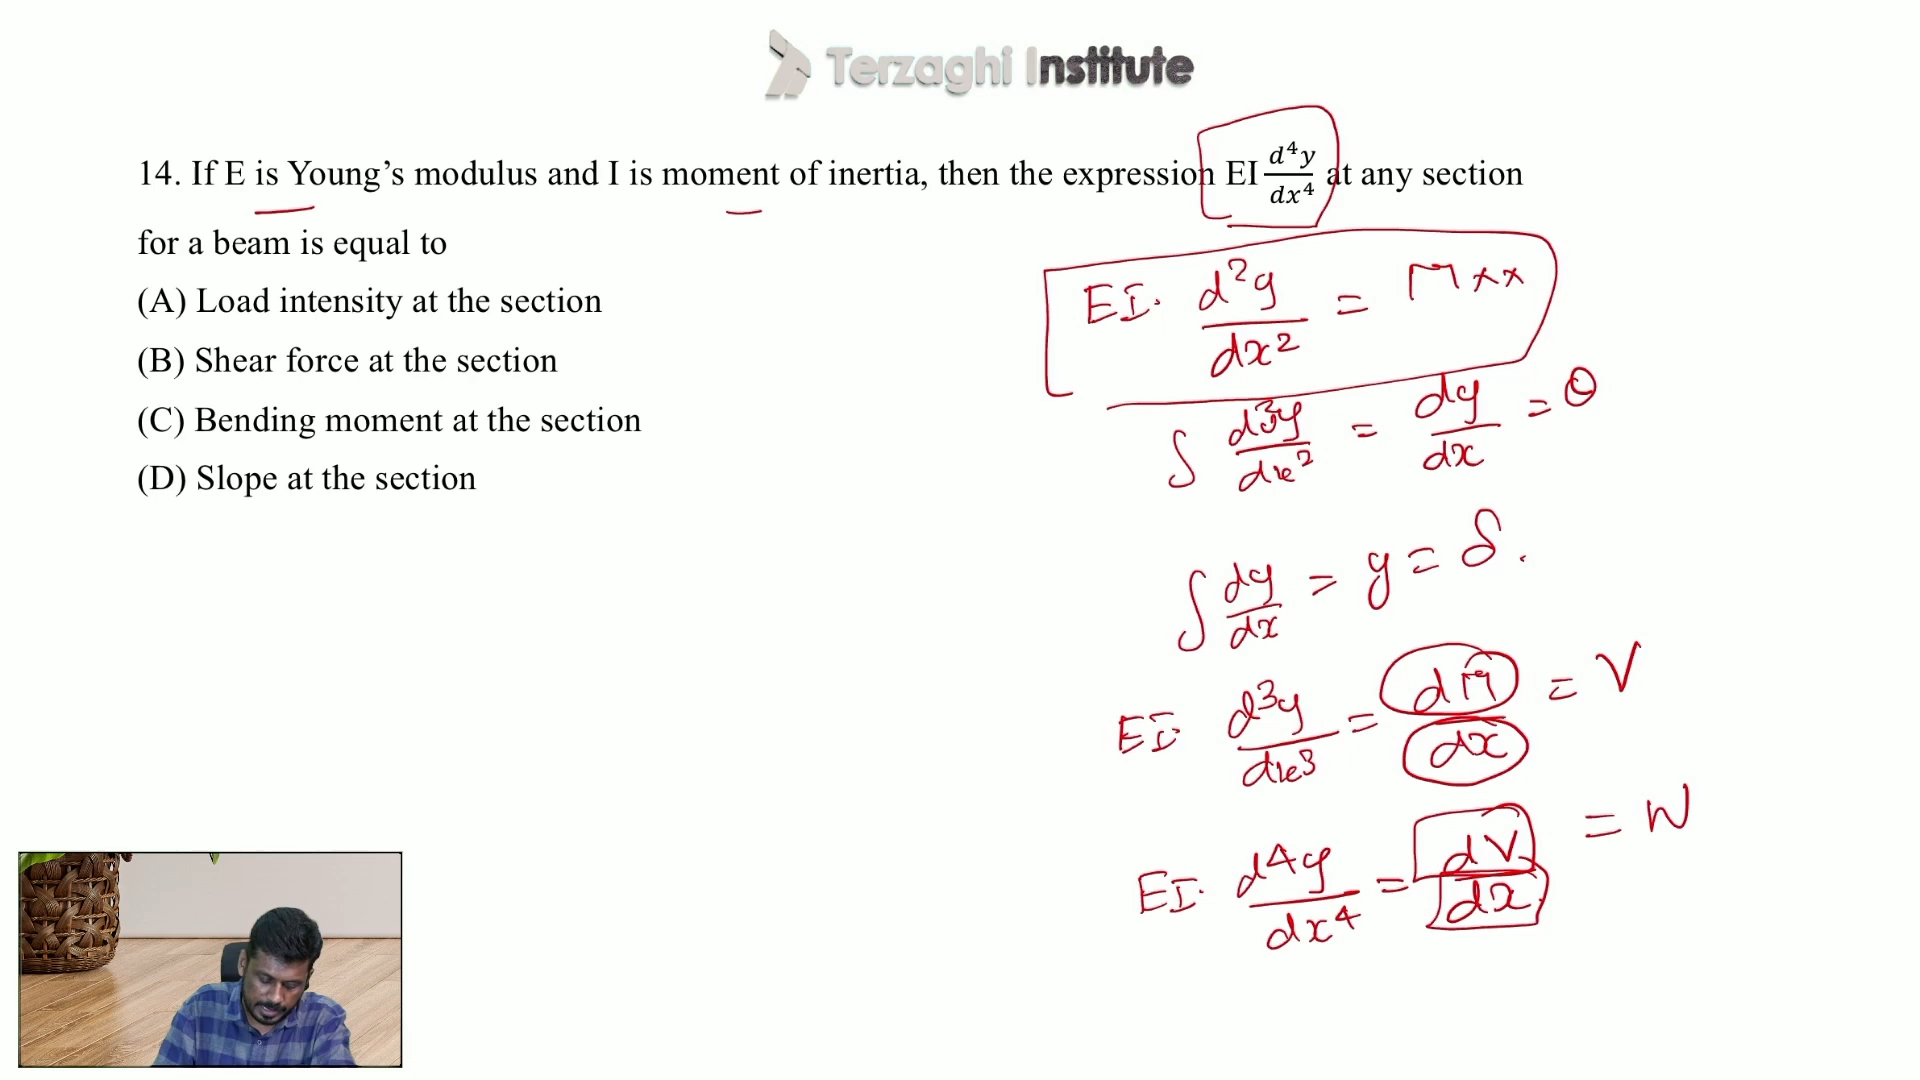 Terzaghi Institute
14. If E is Young’s modulus and I is moment of inertia, then the expression EI d⁴y/dx⁴ at any section
for a beam is equal to
(A) Load intensity at the section
(B) Shear force at the section
(C) Bending moment at the section
(D) Slope at the section
EI. d²y/dx² = Mxx
∫ d²y/dx² = dy/dx = θ
∫ dy/dx = y = δ.
EI d³y/dx³ = dM/dx = V
EI. d⁴y/dx⁴ = dV/dx = W